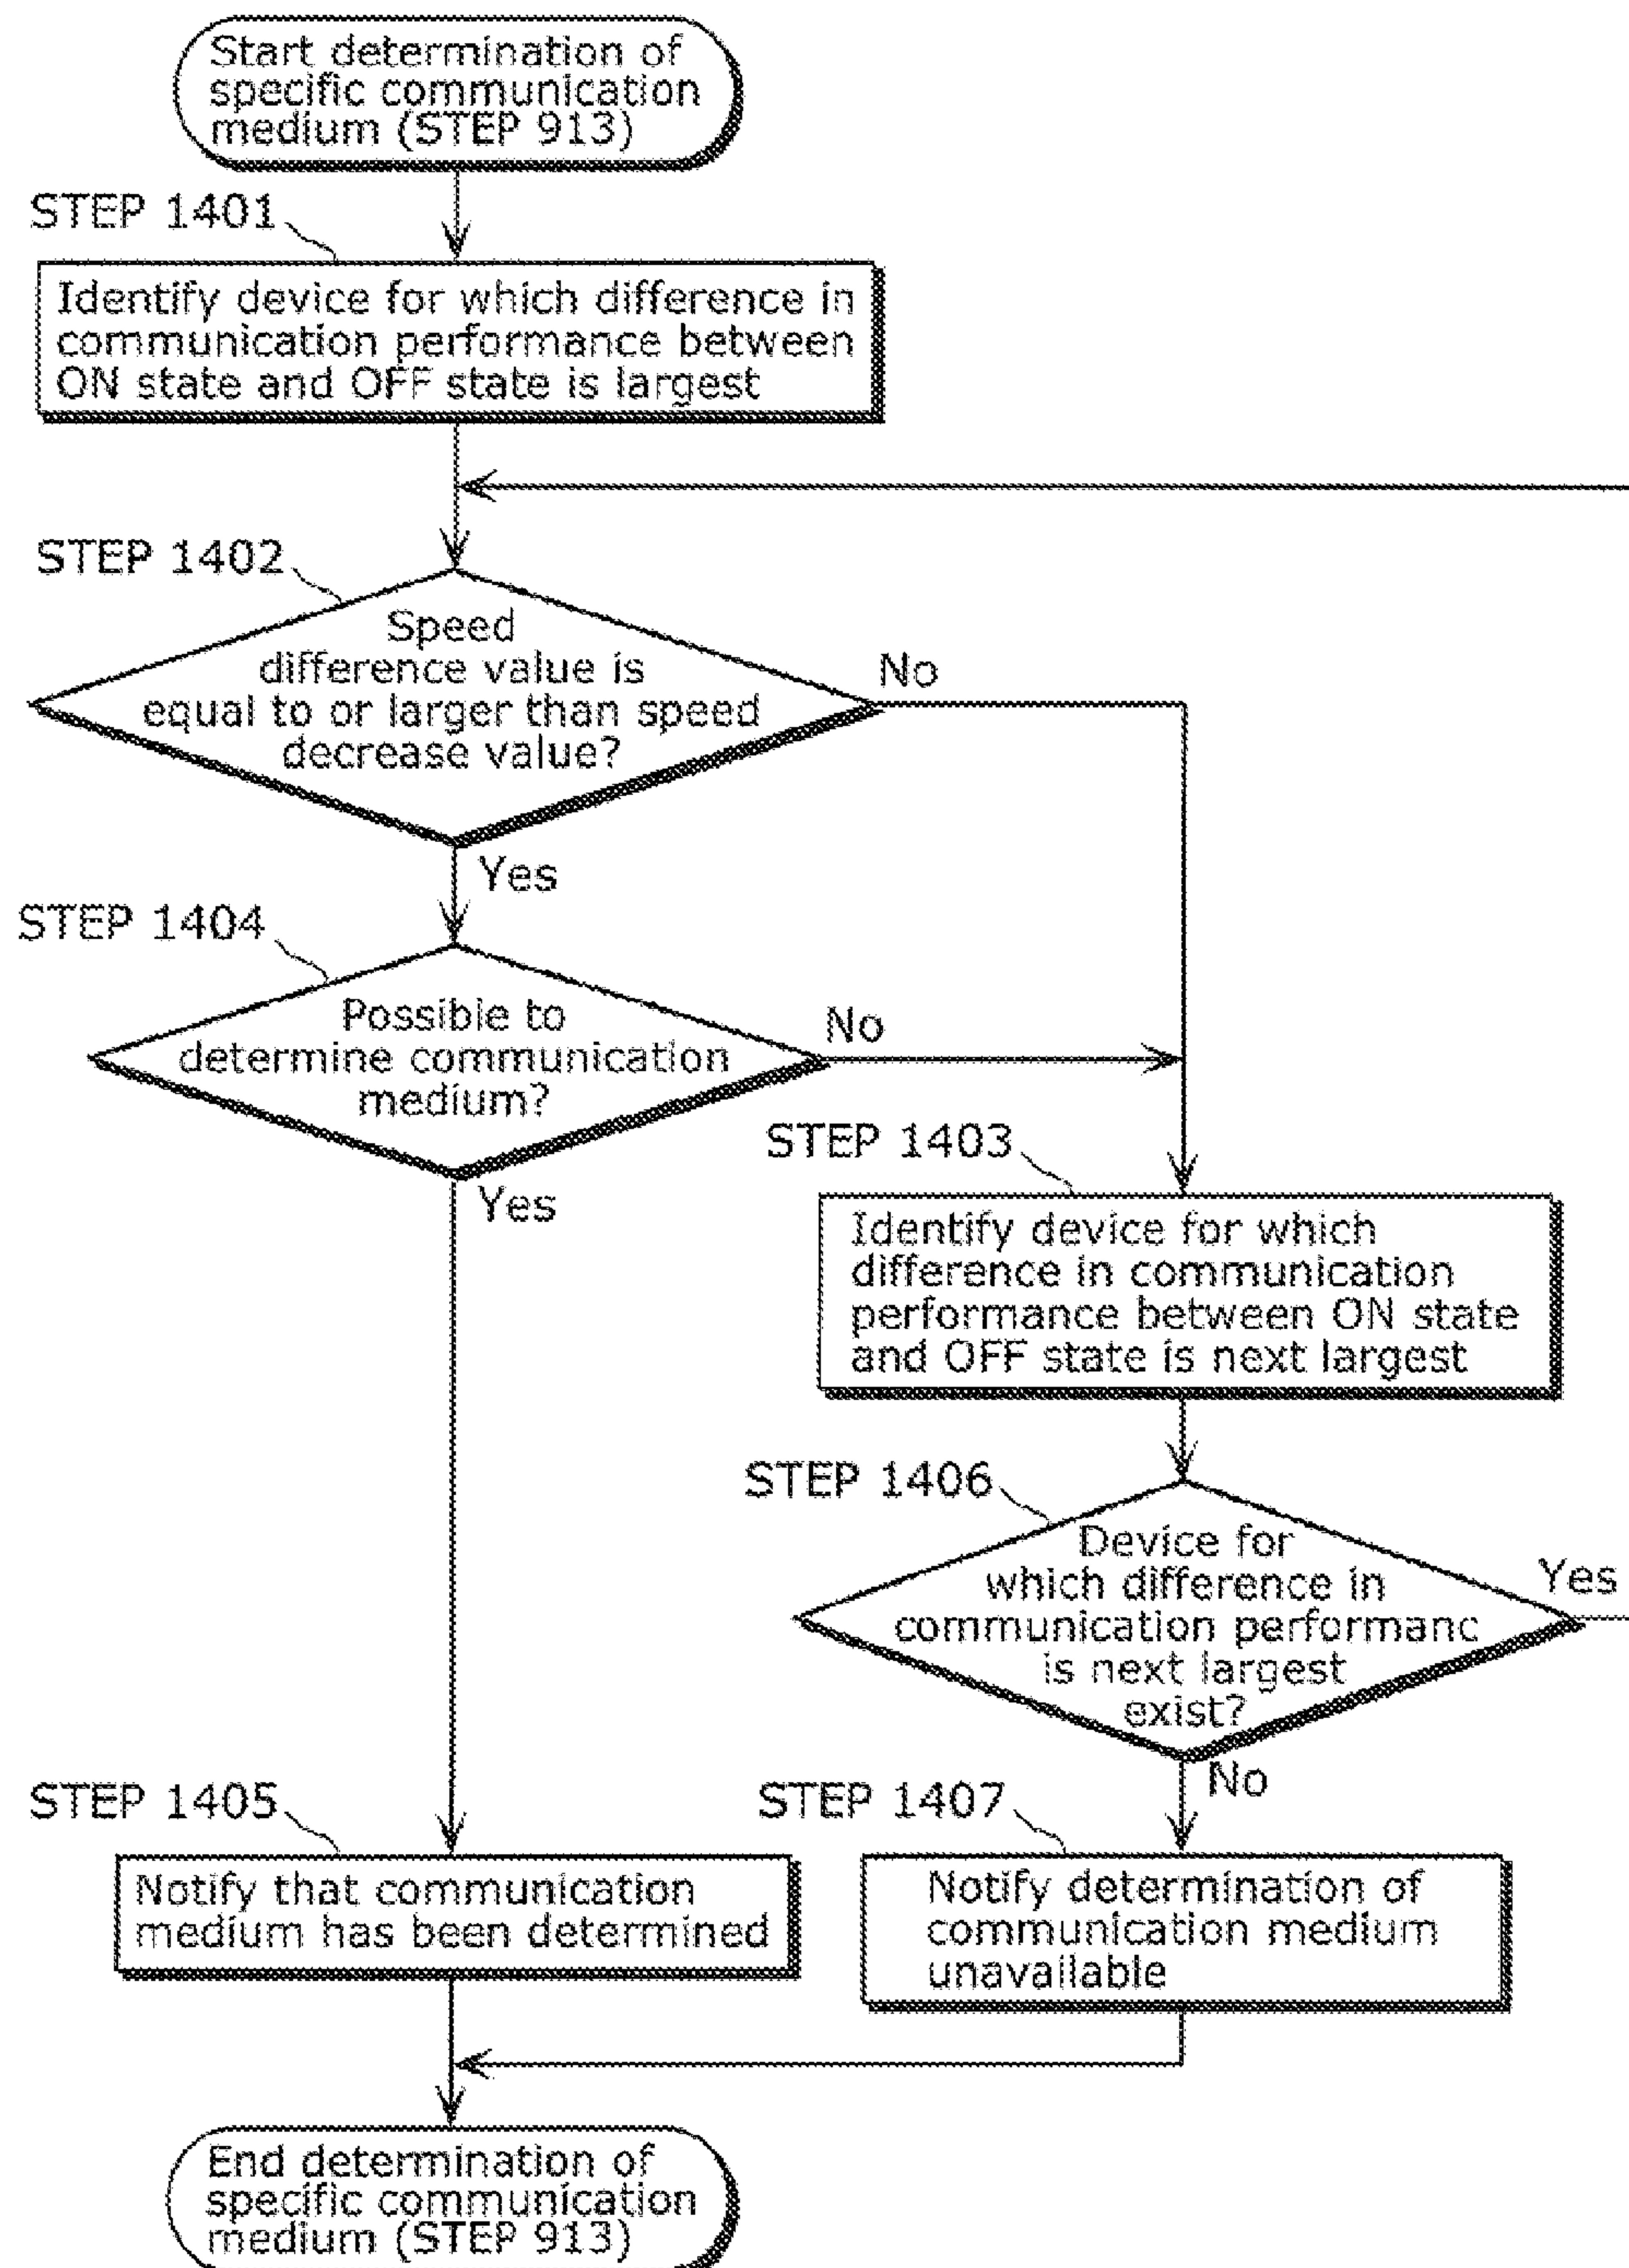 Start determination of
specific communication
medium (STEP 913)
STEP 1401
Identify device for which difference in
communication performance between
ON state and OFF state is largest
STEP 1402
Speed
difference value is
equal to or larger than speed
decrease value?
No
Yes
STEP 1404
Possible to
determine communication
medium?
No
Yes
STEP 1403
Identify device for which
difference in communication
performance between ON state
and OFF state is next largest
STEP 1406
Device for
which difference in
communication performanc
is next largest
exist?
Yes
No
STEP 1405
Notify that communication
medium has been determined
STEP 1407
Notify determination of
communication medium
unavailable
End determination of
specific communication
medium (STEP 913)